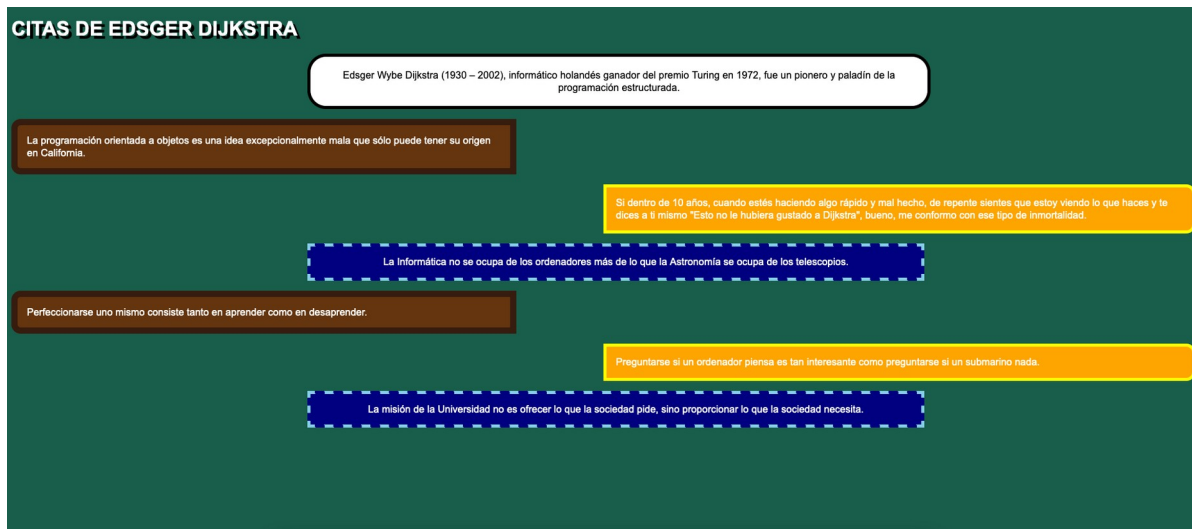 CITAS DE EDSGER DIJKSTRA
Edsger Wybe Dijkstra (1930 – 2002), informático holandés ganador del premio Turing en 1972, fue un pionero y paladín de la
programación estructurada.
La programación orientada a objetos es una idea excepcionalmente mala que sólo puede tener su origen
en California.
Si dentro de 10 años, cuando estés haciendo algo rápido y mal hecho, de repente sientes que estoy viendo lo que haces y te
dices a ti mismo "Esto no le hubiera gustado a Dijkstra", bueno, me conformo con ese tipo de inmortalidad.
La Informática no se ocupa de los ordenadores más de lo que la Astronomía se ocupa de los telescopios.
Perfeccionarse uno mismo consiste tanto en aprender como en desaprender.
Preguntarse si un ordenador piensa es tan interesante como preguntarse si un submarino nada.
La misión de la Universidad no es ofrecer lo que la sociedad pide, sino proporcionar lo que la sociedad necesita.